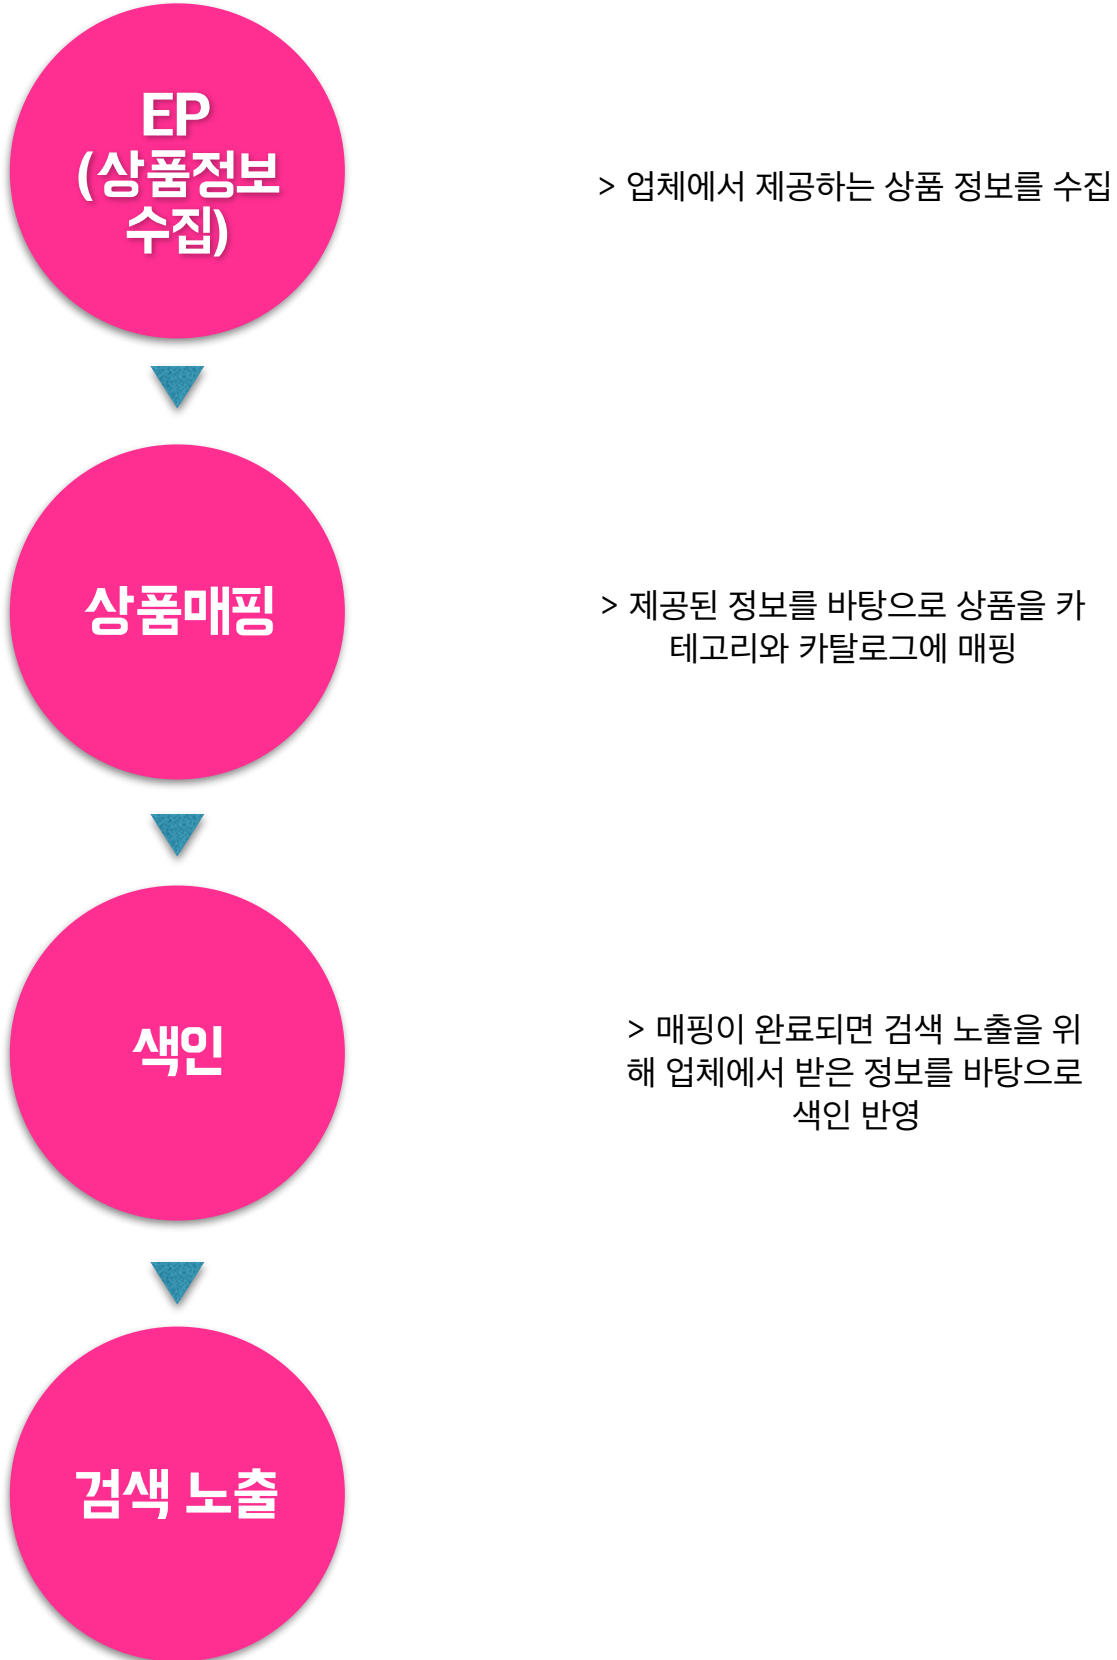 EP
(상품정보
수집)
> 업체에서 제공하는 상품 정보를 수집
상품매핑
> 제공된 정보를 바탕으로 상품을 카
테고리와 카탈로그에 매핑
색인
> 매핑이 완료되면 검색 노출을 위
해 업체에서 받은 정보를 바탕으로
색인 반영
검색 노출